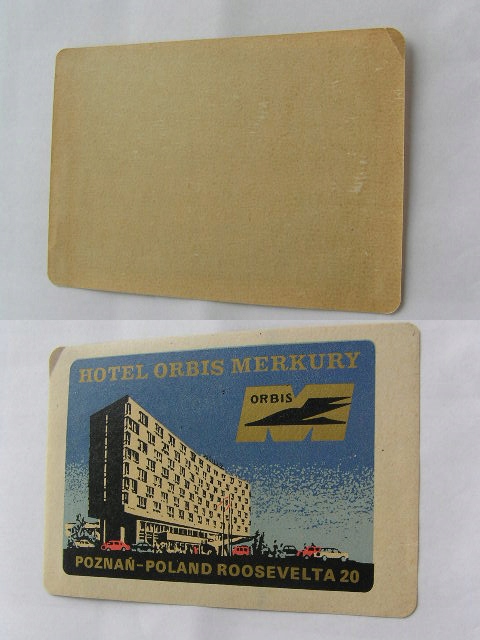 HOTEL ORBIS MERKURY
ORBIS
M
POZNAŃ-POLAND ROOSEVELTA 20